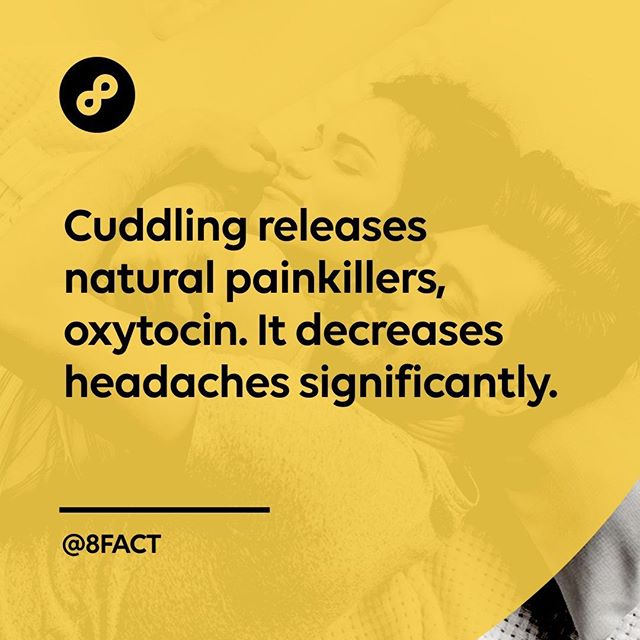 Cuddling releases
natural painkillers,
oxytocin. It decreases
headaches significantly.
@8FACT